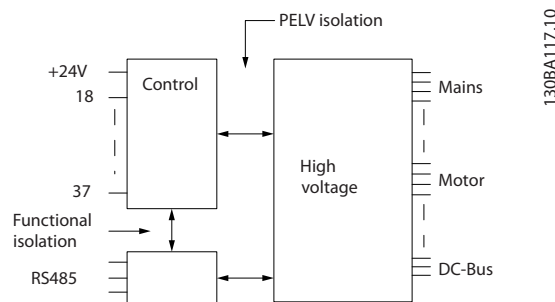 PELV isolation
+24V
18
37
Control
High
voltage
Mains
Motor
DC-Bus
Functional
isolation
RS485
130BA117.10